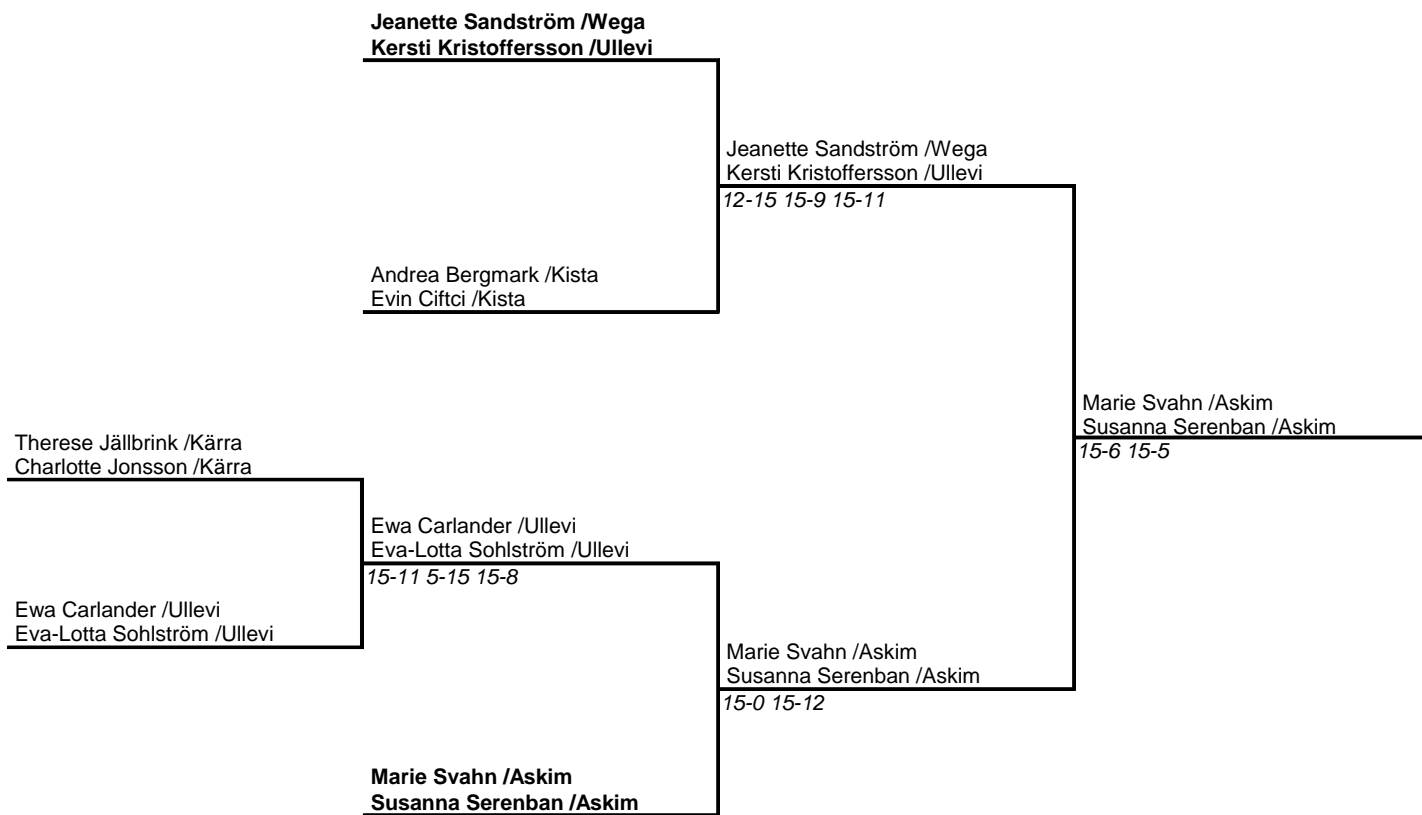 Jeanette Sandström /Wega
Kersti Kristoffersson /Ullevi
Jeanette Sandström /Wega
Kersti Kristoffersson /Ullevi
12-15 15-9 15-11
Andrea Bergmark /Kista
Evin Ciftci /Kista
Marie Svahn /Askim
Susanna Serenban /Askim
15-6 15-5
Therese Jällbrink /Kärra
Charlotte Jonsson /Kärra
Ewa Carlander /Ullevi
Eva-Lotta Sohlström /Ullevi
15-11 5-15 15-8
Ewa Carlander /Ullevi
Eva-Lotta Sohlström /Ullevi
Marie Svahn /Askim
Susanna Serenban /Askim
15-0 15-12
Marie Svahn /Askim
Susanna Serenban /Askim